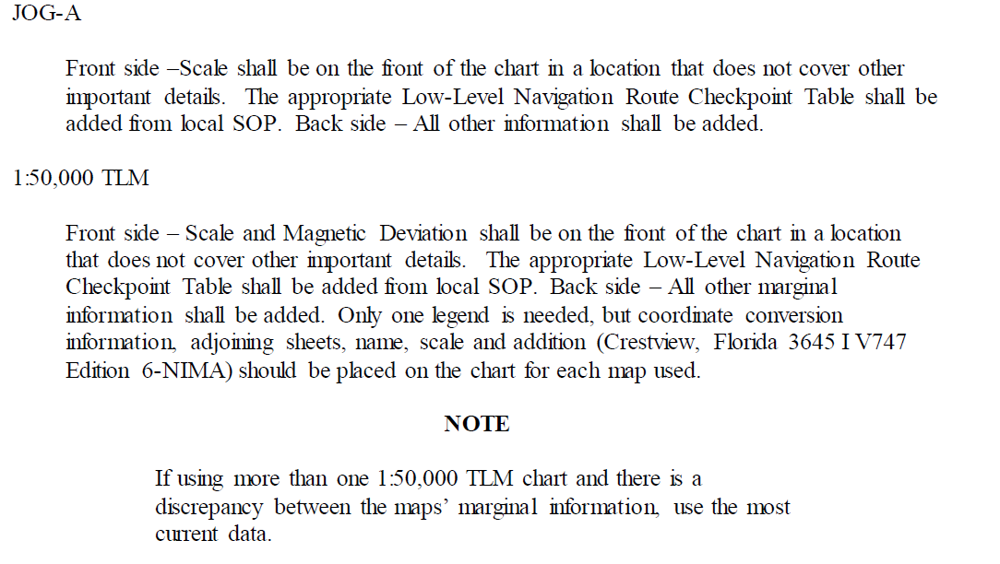 JOG-A
Front side –Scale shall be on the front of the chart in a location that does not cover other
important details. The appropriate Low-Level Navigation Route Checkpoint Table shall be
added from local SOP. Back side – All other information shall be added.
1:50,000 TLM
Front side – Scale and Magnetic Deviation shall be on the front of the chart in a location
that does not cover other important details. The appropriate Low-Level Navigation Route
Checkpoint Table shall be added from local SOP. Back side – All other marginal
information shall be added. Only one legend is needed, but coordinate conversion
information, adjoining sheets, name, scale and addition (Crestview, Florida 3645 I V747
Edition 6-NIMA) should be placed on the chart for each map used.
NOTE
If using more than one 1:50,000 TLM chart and there is a
discrepancy between the maps’ marginal information, use the most
current data.